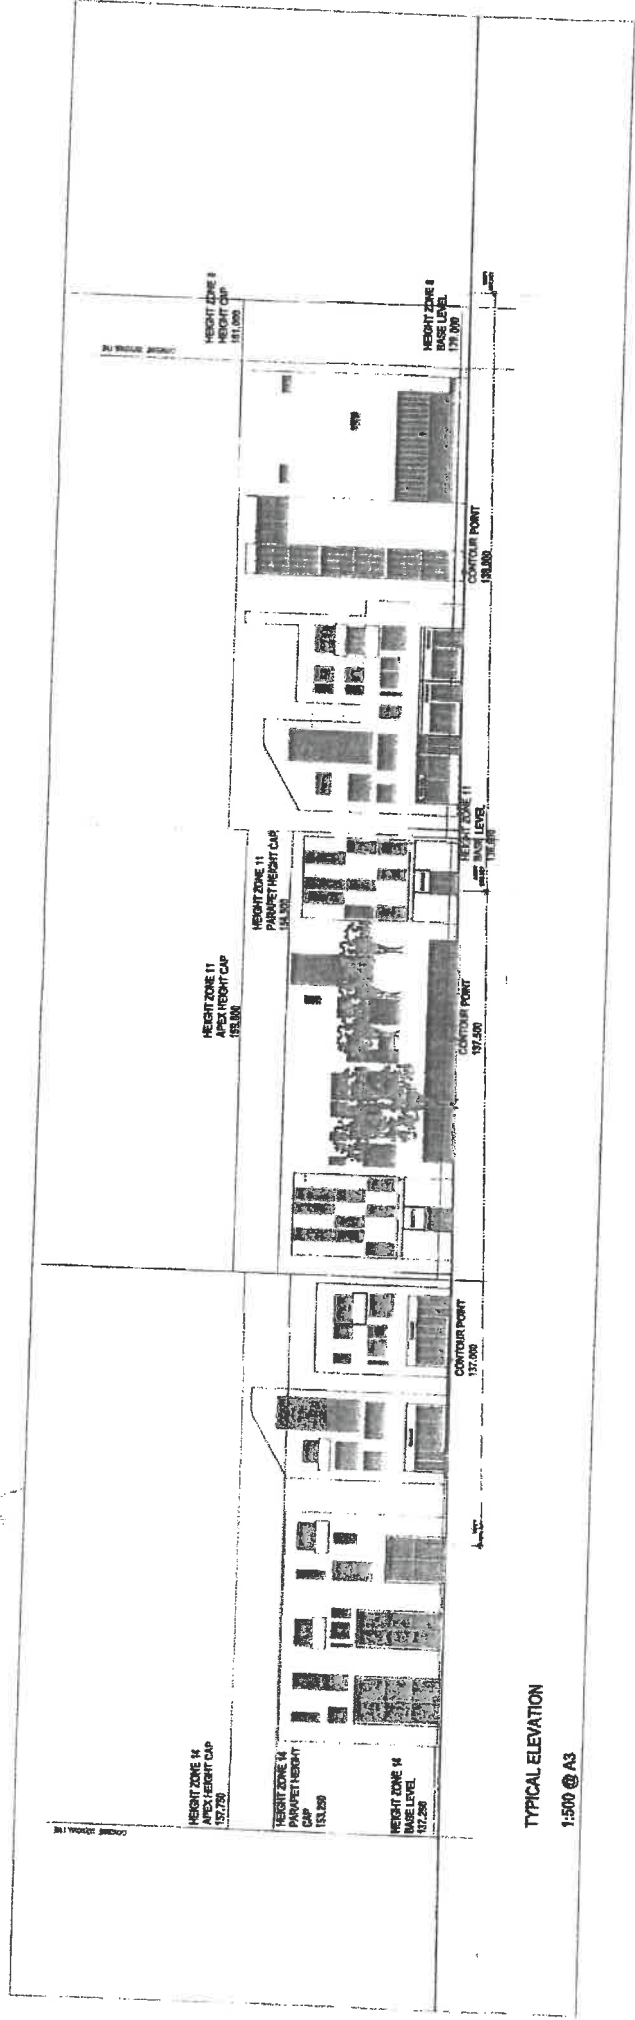 HEIGHT ZONE 14
APEX HEIGHT CAP
157,750
HEIGHT ZONE 14
PARAPET HEIGHT
CAP
153,250
HEIGHT ZONE 14
BASE LEVEL
137,250
CONTOUR POINT
137,000
HEIGHT ZONE 11
APEX HEIGHT CAP
HEIGHT ZONE 11
PARAPET HEIGHT CAP
CONTOUR POINT
137,500
HEIGHT ZONE 11
BASE LEVEL
CONTOUR POINT
138,000
HEIGHT ZONE 8
HEIGHT CAP
161,000
HEIGHT ZONE 8
BASE LEVEL
139,000
TYPICAL ELEVATION
1:500 @ A3